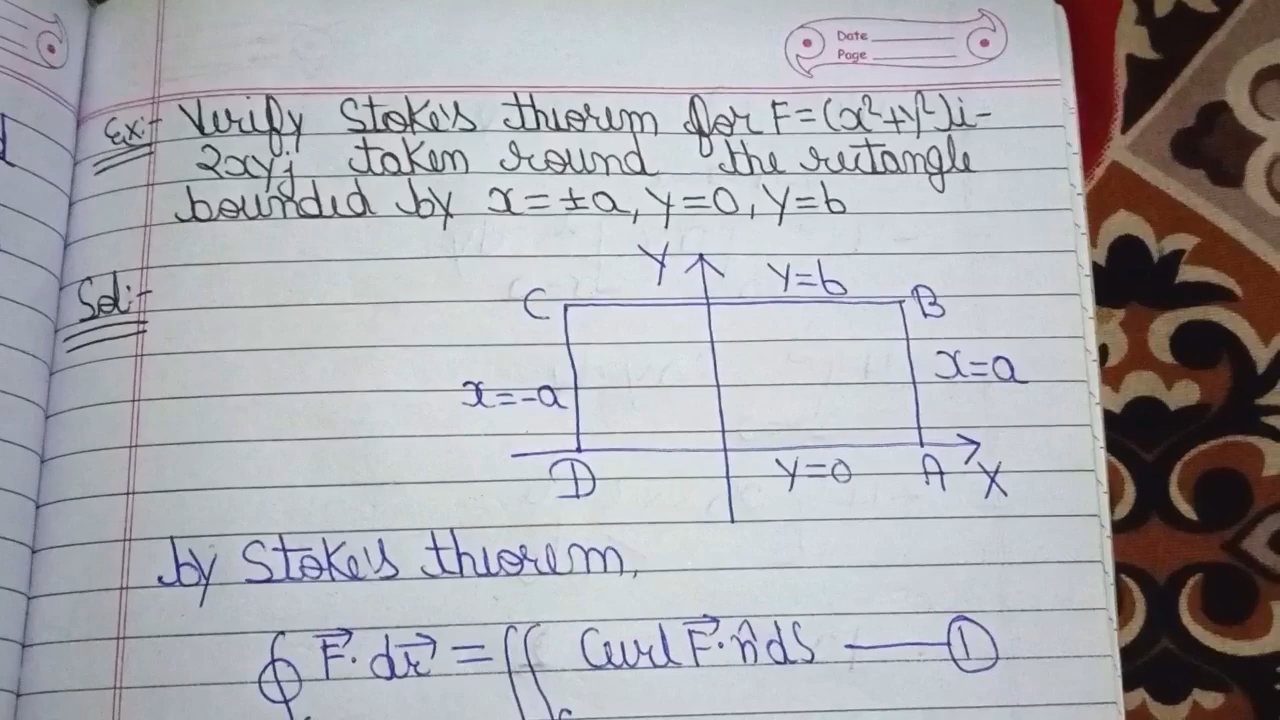 Date
Page
Ex:- Verify Stoke's theorem for F=(x²+y²)i-
2xyj taken round the rectangle
bounded by x=±a, y=0, y=b
Sol:-
Y
y=b
C
B
x=-a
x=a
D
y=0
A
X
by Stoke's theorem,
∮ F⃗·dr⃗ = ∬ Curl F⃗·n̂ ds — ①